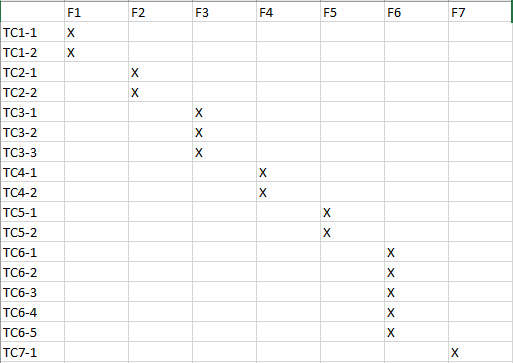 F1 F2 F3 F4 F5 F6 F7
TC1-1 X
TC1-2 X
TC2-1 X
TC2-2 X
TC3-1 X
TC3-2 X
TC3-3 X
TC4-1 X
TC4-2 X
TC5-1 X
TC5-2 X
TC6-1 X
TC6-2 X
TC6-3 X
TC6-4 X
TC6-5 X
TC7-1 X